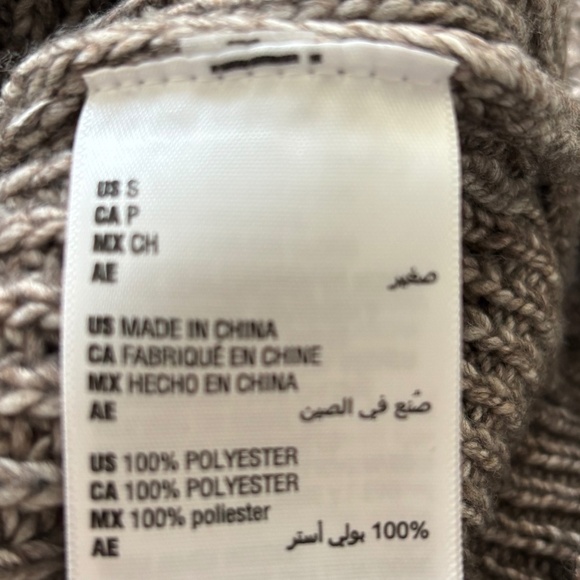 US S
CA P
MX CH
AE صغير
US MADE IN CHINA
CA FABRIQUÉ EN CHINE
MX HECHO EN CHINA
AE صُنع في الصين
US 100% POLYESTER
CA 100% POLYESTER
MX 100% poliester
AE 100% بولي أستر